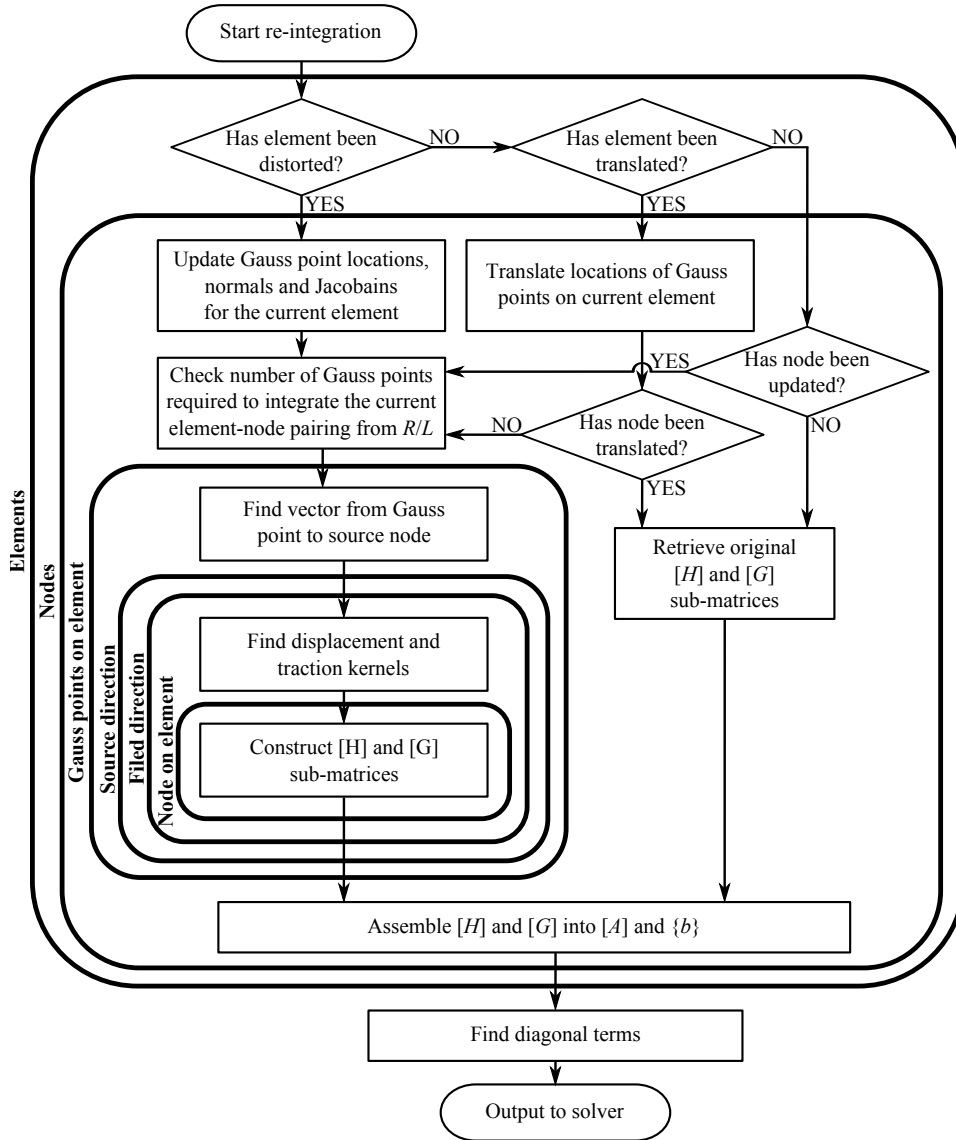 Start re-integration
Has element been
distorted?
NO
Has element been
translated?
NO
YES
YES
Update Gauss point locations,
normals and Jacobains
for the current element
Translate locations of Gauss
points on current element
YES
Has node been
updated?
Check number of Gauss points
required to integrate the current
element-node pairing from R/L
NO
Has node been
translated?
NO
YES
Find vector from Gauss
point to source node
Retrieve original
[H] and [G]
sub-matrices
Find displacement and
traction kernels
Construct [H] and [G]
sub-matrices
Elements
Nodes
Gauss points on element
Source direction
Filed direction
Node on element
Assemble [H] and [G] into [A] and {b}
Find diagonal terms
Output to solver